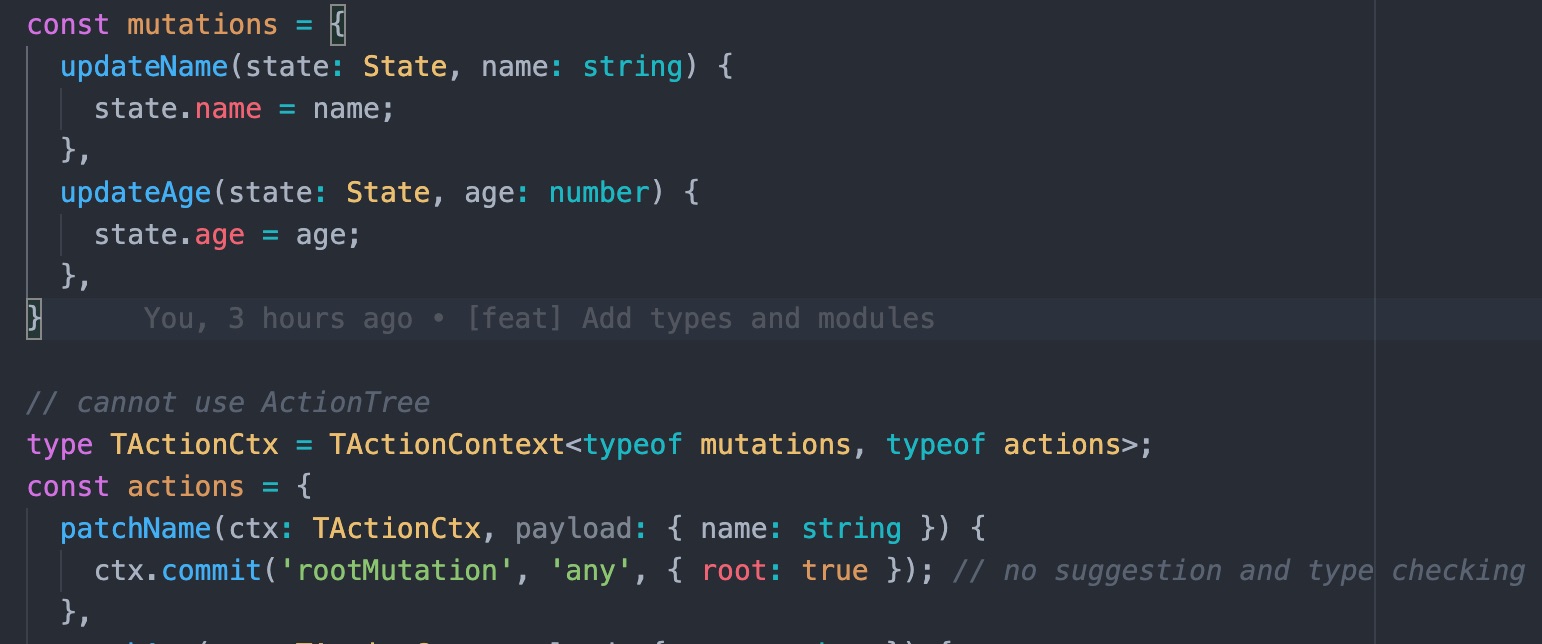 const mutations = {
  updateName(state: State, name: string) {
    state.name = name;
  },
  updateAge(state: State, age: number) {
    state.age = age;
  },
}      You, 3 hours ago • [feat] Add types and modules
// cannot use ActionTree
type TActionCtx = TActionContext<typeof mutations, typeof actions>;
const actions = {
  patchName(ctx: TActionCtx, payload: { name: string }) {
    ctx.commit('rootMutation', 'any', { root: true }); // no suggestion and type checking
  },